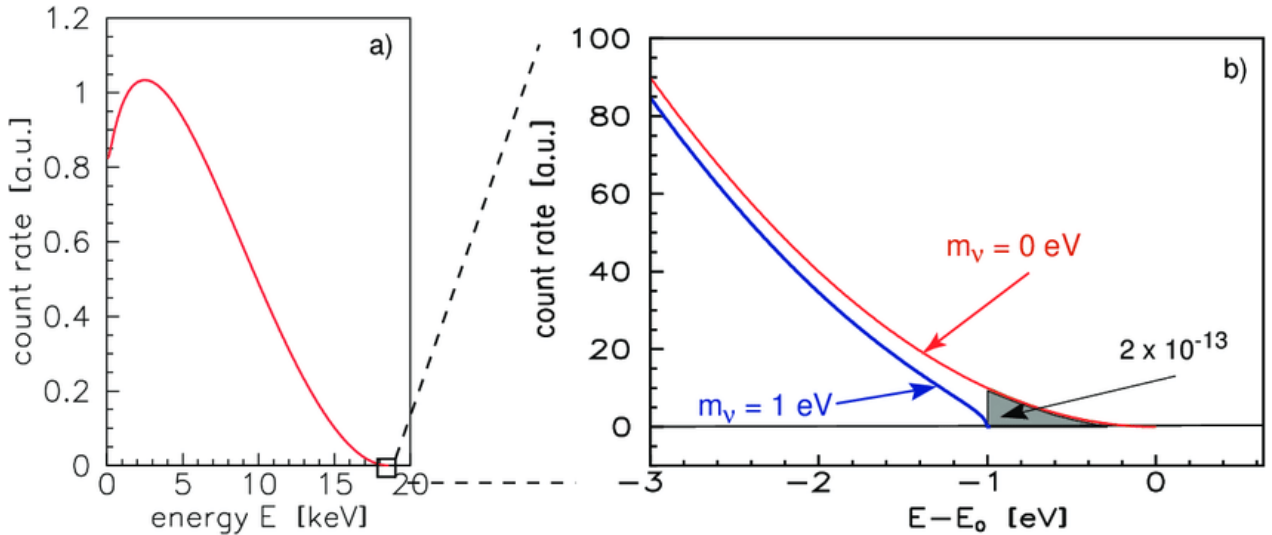 a)
1.2
1
0.8
0.6
0.4
0.2
0
count rate [a.u.]
0 5 10 15 20
energy E [keV]
b)
100
80
60
40
20
0
count rate [a.u.]
mν = 0 eV
2 x 10⁻¹³
mν = 1 eV
−3 −2 −1 0
E−E₀ [eV]